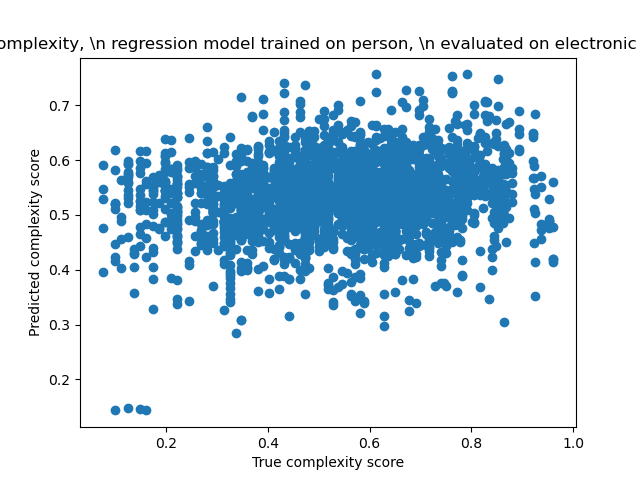 omplexity, \n regression model trained on person, \n evaluated on electronic
Predicted complexity score
0.7
0.6
0.5
0.4
0.3
0.2
0.2 0.4 0.6 0.8 1.0
True complexity score